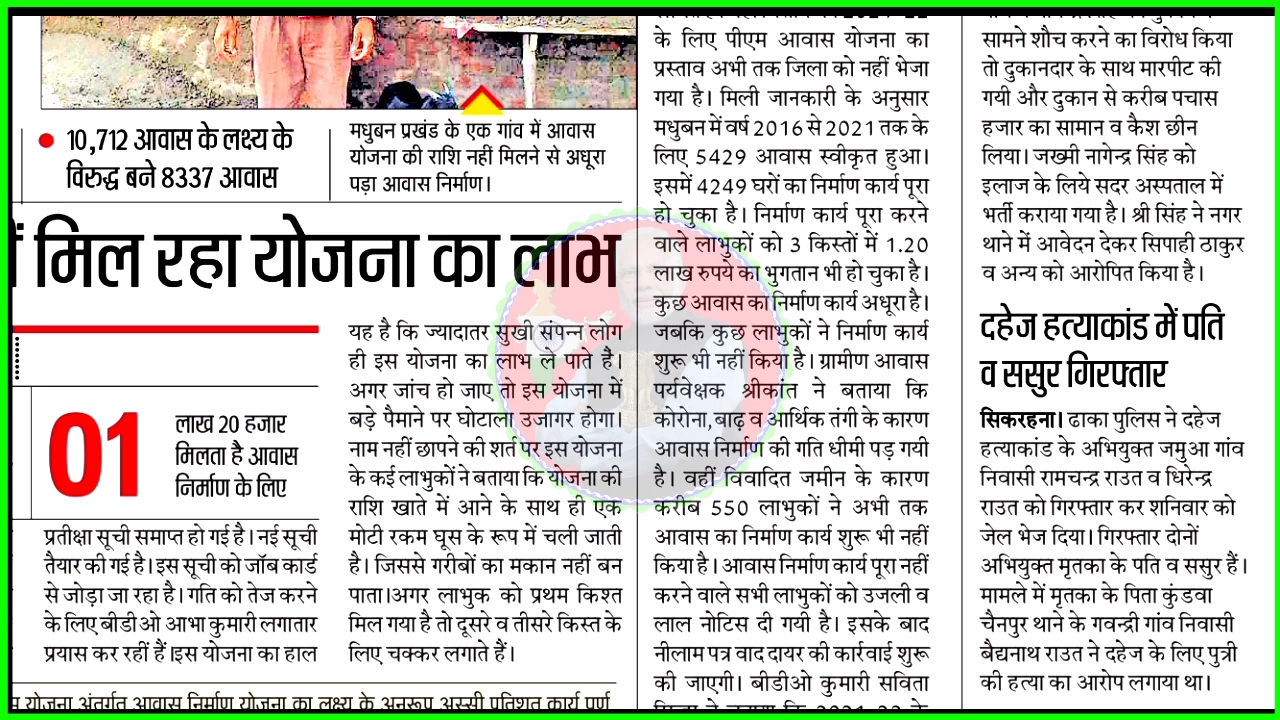 ● 10,712 आवास के लक्ष्य के
विरुद्ध बने 8337 आवास
मधुबन प्रखंड के एक गांव में आवास
योजना की राशि नहीं मिलने से अधूरा
पड़ा आवास निर्माण।
मिल रहा योजना का लाभ
01
लाख 20 हजार
मिलता है आवास
निर्माण के लिए
प्रतीक्षा सूची समाप्त हो गई है। नई सूची
तैयार की गई है। इस सूची को जॉब कार्ड
से जोड़ा जा रहा है। गति को तेज करने
के लिए बीडीओ आभा कुमारी लगातार
प्रयास कर रहीं हैं।इस योजना का हाल
यह है कि ज्यादातर सुखी संपन्न लोग
ही इस योजना का लाभ ले पाते हैं।
अगर जांच हो जाए तो इस योजना में
बड़े पैमाने पर घोटाला उजागर होगा।
नाम नहीं छापने की शर्त पर इस योजना
के कई लाभुकों ने बताया कि योजना की
राशि खाते में आने के साथ ही एक
मोटी रकम घूस के रूप में चली जाती
है। जिससे गरीबों का मकान नहीं बन
पाता।अगर लाभुक को प्रथम किश्त
मिल गया है तो दूसरे व तीसरे किस्त के
लिए चक्कर लगाते हैं।
योजना अंतर्गत आवास निर्माण योजना का लक्ष्य के अनुरूप अस्सी प्रतिशत कार्य पूर्ण
के लिए पीएम आवास योजना का
प्रस्ताव अभी तक जिला को नहीं भेजा
गया है। मिली जानकारी के अनुसार
मधुबन में वर्ष 2016 से 2021 तक के
लिए 5429 आवास स्वीकृत हुआ।
इसमें 4249 घरों का निर्माण कार्य पूरा
हो चुका है। निर्माण कार्य पूरा करने
वाले लाभुकों को 3 किस्तों में 1.20
लाख रुपये का भुगतान भी हो चुका है।
कुछ आवास का निर्माण कार्य अधूरा है।
जबकि कुछ लाभुकों ने निर्माण कार्य
शुरू भी नहीं किया है। ग्रामीण आवास
पर्यवेक्षक श्रीकांत ने बताया कि
कोरोना,बाढ़ व आर्थिक तंगी के कारण
आवास निर्माण की गति धीमी पड़ गयी
है। वहीं विवादित जमीन के कारण
करीब 550 लाभुकों ने अभी तक
आवास का निर्माण कार्य शुरू भी नहीं
किया है। आवास निर्माण कार्य पूरा नहीं
करने वाले सभी लाभुकों को उजली व
लाल नोटिस दी गयी है। इसके बाद
नीलाम पत्र वाद दायर की कार्रवाई शुरू
की जाएगी। बीडीओ कुमारी सविता
सामने शौच करने का विरोध किया
तो दुकानदार के साथ मारपीट की
गयी और दुकान से करीब पचास
हजार का सामान व कैश छीन
लिया। जख्मी नागेन्द्र सिंह को
इलाज के लिये सदर अस्पताल में
भर्ती कराया गया है। श्री सिंह ने नगर
थाने में आवेदन देकर सिपाही ठाकुर
व अन्य को आरोपित किया है।
दहेज हत्याकांड में पति
व ससुर गिरफ्तार
सिकरहना। ढाका पुलिस ने दहेज
हत्याकांड के अभियुक्त जमुआ गांव
निवासी रामचन्द्र राउत व धिरेन्द्र
राउत को गिरफ्तार कर शनिवार को
जेल भेज दिया। गिरफ्तार दोनों
अभियुक्त मृतका के पति व ससुर हैं।
मामले में मृतका के पिता कुंडवा
चैनपुर थाने के गवन्द्री गांव निवासी
बैद्यनाथ राउत ने दहेज के लिए पुत्री
की हत्या का आरोप लगाया था।